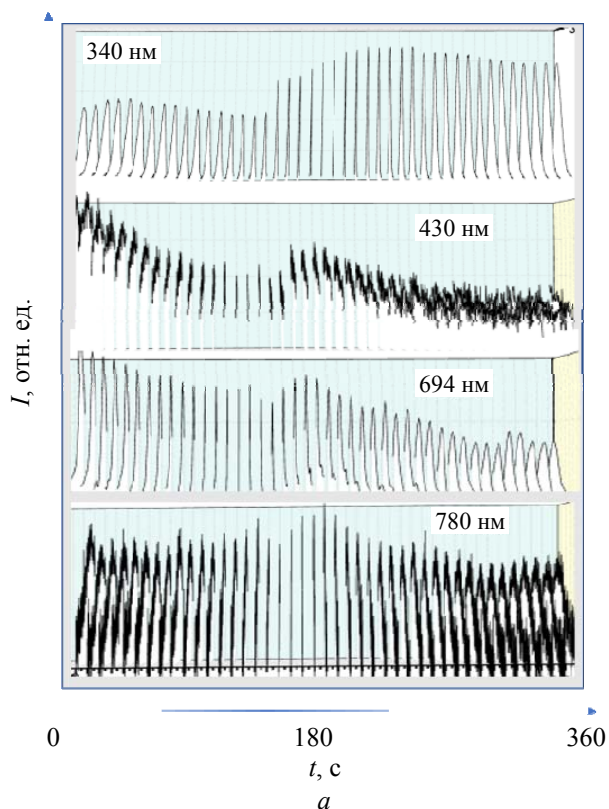 340 нм
430 нм
694 нм
780 нм
I, отн. ед.
0 180 360
t, с
а